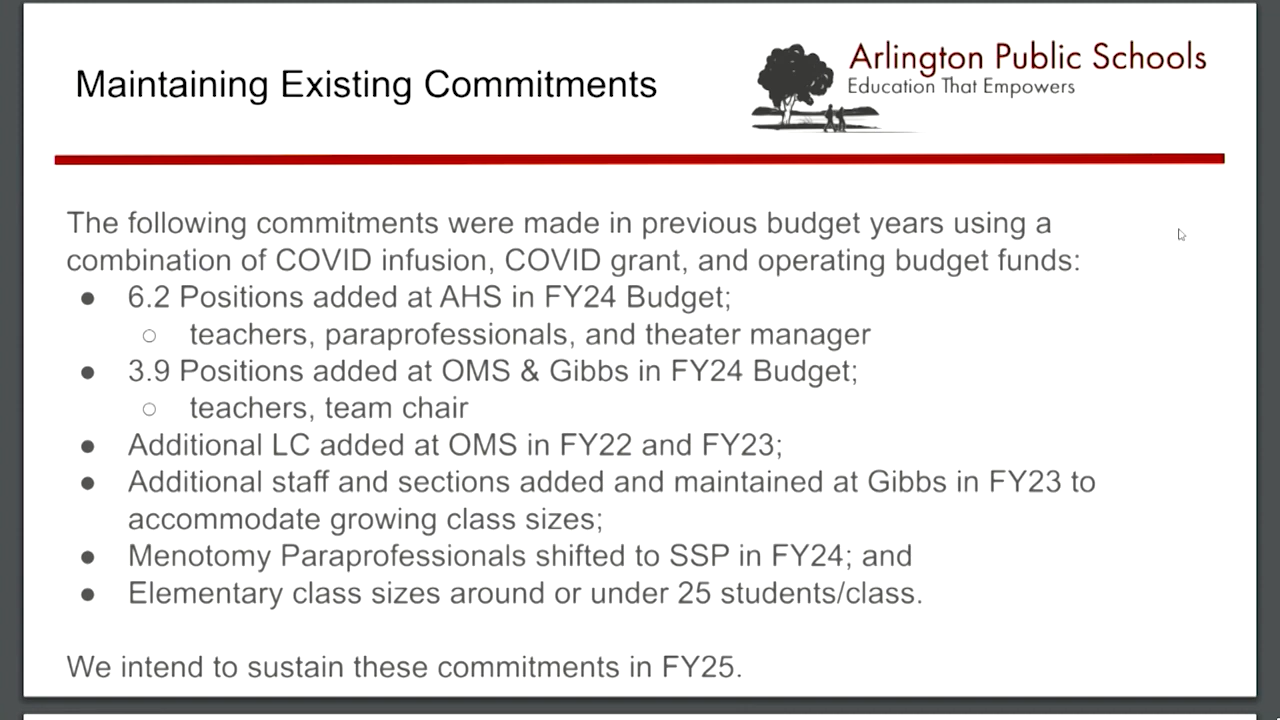 Maintaining Existing Commitments
Arlington Public Schools
Education That Empowers
The following commitments were made in previous budget years using a
combination of COVID infusion, COVID grant, and operating budget funds:
● 6.2 Positions added at AHS in FY24 Budget;
○ teachers, paraprofessionals, and theater manager
● 3.9 Positions added at OMS & Gibbs in FY24 Budget;
○ teachers, team chair
● Additional LC added at OMS in FY22 and FY23;
● Additional staff and sections added and maintained at Gibbs in FY23 to
accommodate growing class sizes;
● Menotomy Paraprofessionals shifted to SSP in FY24; and
● Elementary class sizes around or under 25 students/class.
We intend to sustain these commitments in FY25.